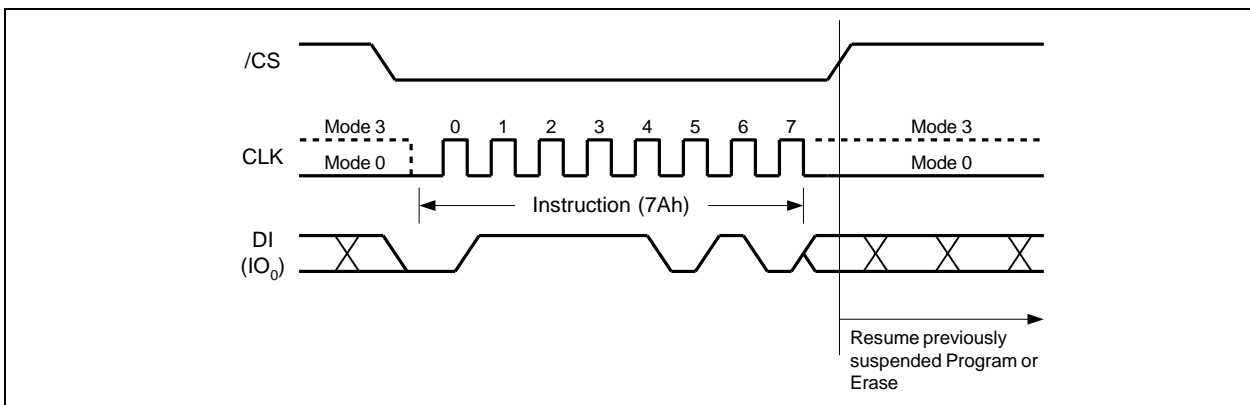 /CS
Mode 3
0 1 2 3 4 5 6 7
Mode 3
CLK
Mode 0
Mode 0
Instruction (7Ah)
DI
(IO0)
Resume previously
suspended Program or
Erase